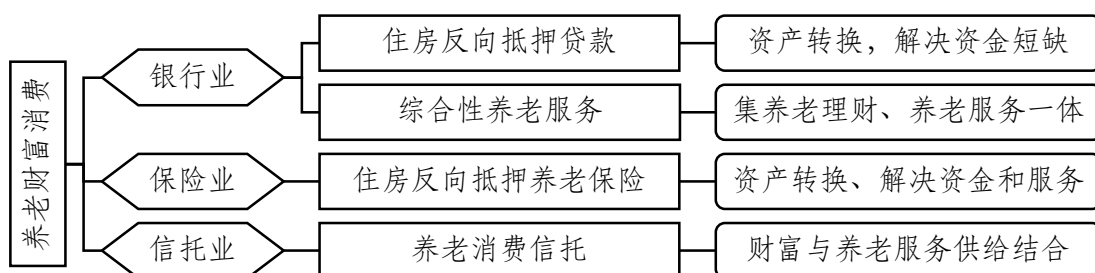 养老财富消费
银行业
住房反向抵押贷款
资产转换，解决资金短缺
综合性养老服务
集养老理财、养老服务一体
保险业
住房反向抵押养老保险
资产转换、解决资金和服务
信托业
养老消费信托
财富与养老服务供给结合